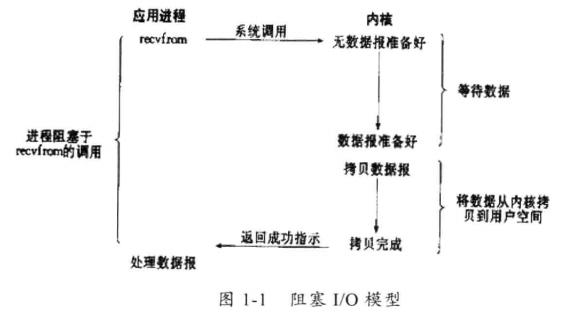 应用进程
内核
recvfrom
系统调用
无数据报准备好
等待数据
数据报准备好
进程阻塞于
recvfrom的调用
拷贝数据报
将数据从内核拷
贝到用户空间
返回成功指示
拷贝完成
处理数据报
图 1-1 阻塞 I/O 模型